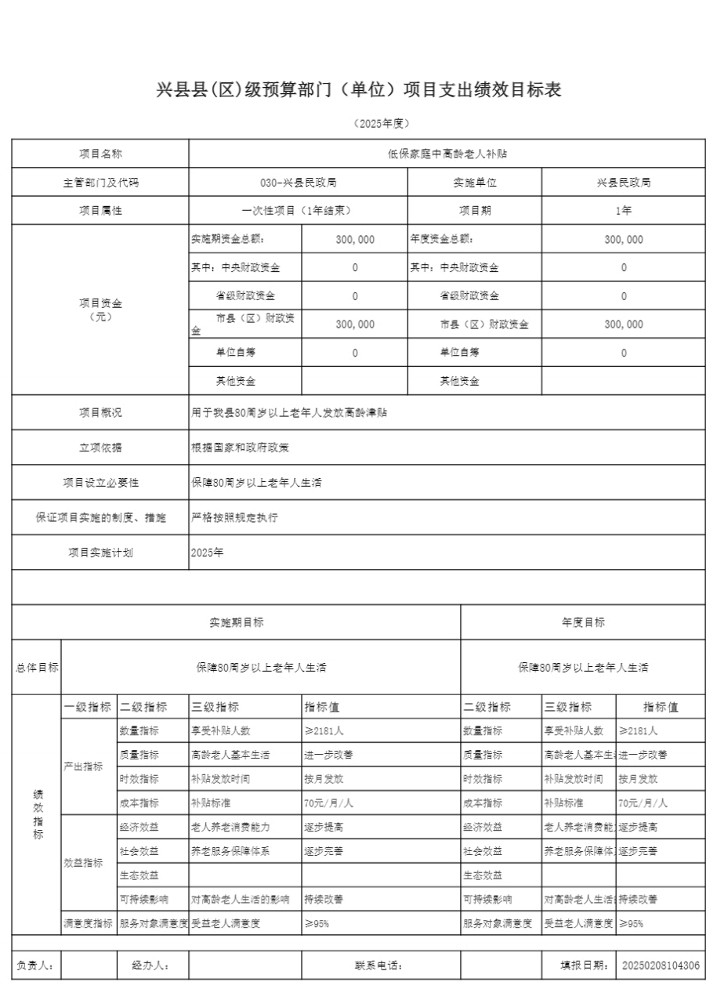 兴县县(区)级预算部门（单位）项目支出绩效目标表
（2025年度）
项目名称 低保家庭中高龄老人补贴
主管部门及代码 030-兴县民政局 实施单位 兴县民政局
项目属性 一次性项目（1年结束） 项目期 1年
项目资金
（元）
实施期资金总额： 300,000 年度资金总额： 300,000
其中：中央财政资金 0 其中：中央财政资金 0
省级财政资金 0 省级财政资金 0
市县（区）财政资
金 300,000 市县（区）财政资金 300,000
单位自筹 0 单位自筹 0
其他资金 其他资金
项目概况 用于我县80周岁以上老年人发放高龄津贴
立项依据 根据国家和政府政策
项目设立必要性 保障80周岁以上老年人生活
保证项目实施的制度、措施 严格按照规定执行
项目实施计划 2025年
实施期目标 年度目标
总体目标 保障80周岁以上老年人生活 保障80周岁以上老年人生活
绩
效
指
标
一级指标 二级指标 三级指标 指标值 二级指标 三级指标 指标值
产出指标
数量指标 享受补贴人数 ≥2181人 数量指标 享受补贴人数 ≥2181人
质量指标 高龄老人基本生活 进一步改善 质量指标 高龄老人基本生 进一步改善
时效指标 补贴发放时间 按月发放 时效指标 补贴发放时间 按月发放
成本指标 补贴标准 70元/月/人 成本指标 补贴标准 70元/月/人
效益指标
经济效益 老人养老消费能力 逐步提高 经济效益 老人养老消费能 逐步提高
社会效益 养老服务保障体系 逐步完善 社会效益 养老服务保障体 逐步完善
生态效益 生态效益
可持续影响 对高龄老人生活的影响 持续改善 可持续影响 对高龄老人生活 持续改善
满意度指标 服务对象满意度 受益老人满意度 ≥95% 服务对象满意度 受益老人满意度 ≥95%
负责人： 经办人： 联系电话： 填报日期： 20250208104306